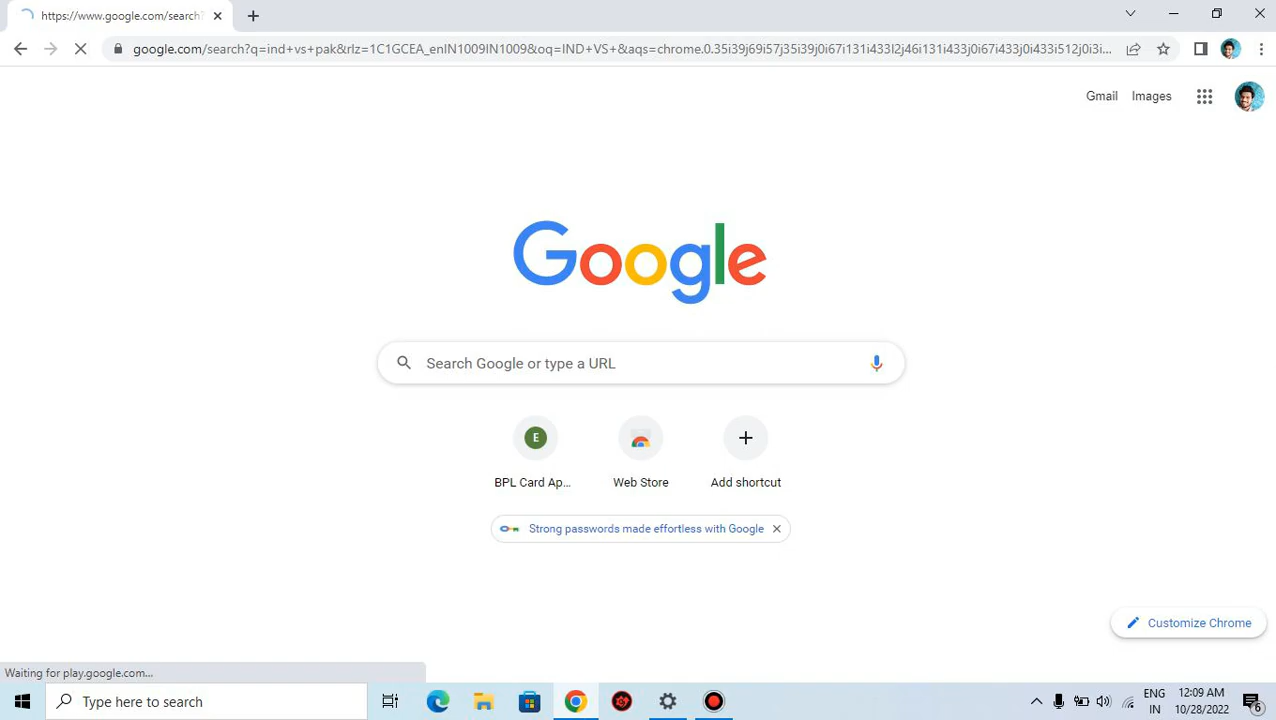 https://www.google.com/search?
google.com/search?q=ind+vs+pak&rlz=1C1GCEA_enIN1009IN1009&oq=IND+VS+&aqs=chrome.0.35i39j69i57j35i39j0i67i131i433l2j46i131i433j0i67i433j0i433i512j0i3i...
Gmail Images
Google
Search Google or type a URL
E
BPL Card Ap... Web Store Add shortcut
Strong passwords made effortless with Google
Customize Chrome
Waiting for play.google.com...
Type here to search
ENG 12:09 AM
IN 10/28/2022 6